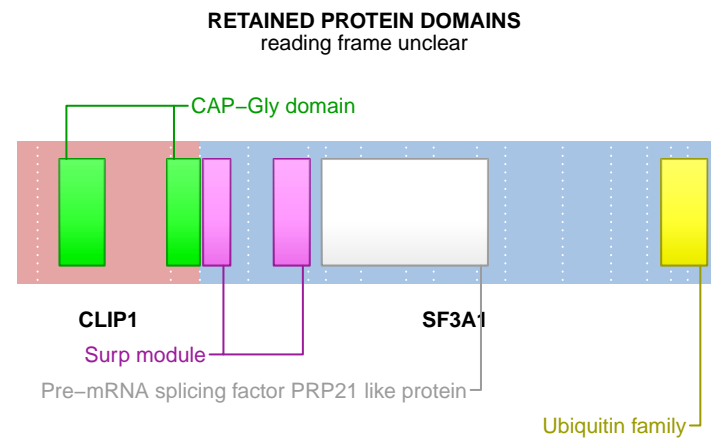 RETAINED PROTEIN DOMAINS
reading frame unclear
CAP−Gly domain
CLIP1
SF3A1
Surp module
Pre−mRNA splicing factor PRP21 like protein
Ubiquitin family